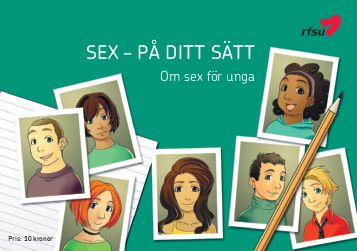 rfsu
SEX – PÅ DITT SÄTT
Om sex för unga
Pris: 10 kronor